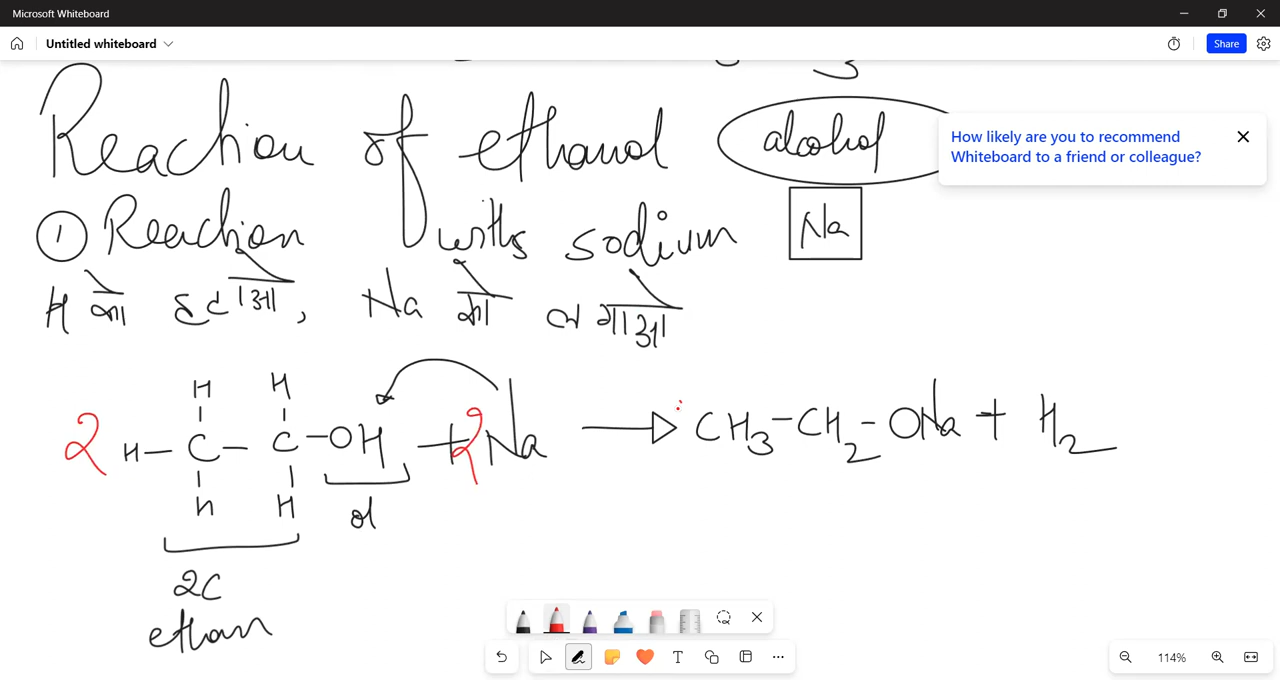 Microsoft Whiteboard
Untitled whiteboard
Share
How likely are you to recommend
Whiteboard to a friend or colleague?
Reaction of ethanol alcohol
1 Reaction with sodium Na
H को हटाओ, Na को लगाओ
H H
2 H – C – C – OH + 2 Na → CH3 – CH2 – ONa + H2
H H ol
2C
ethan
114%